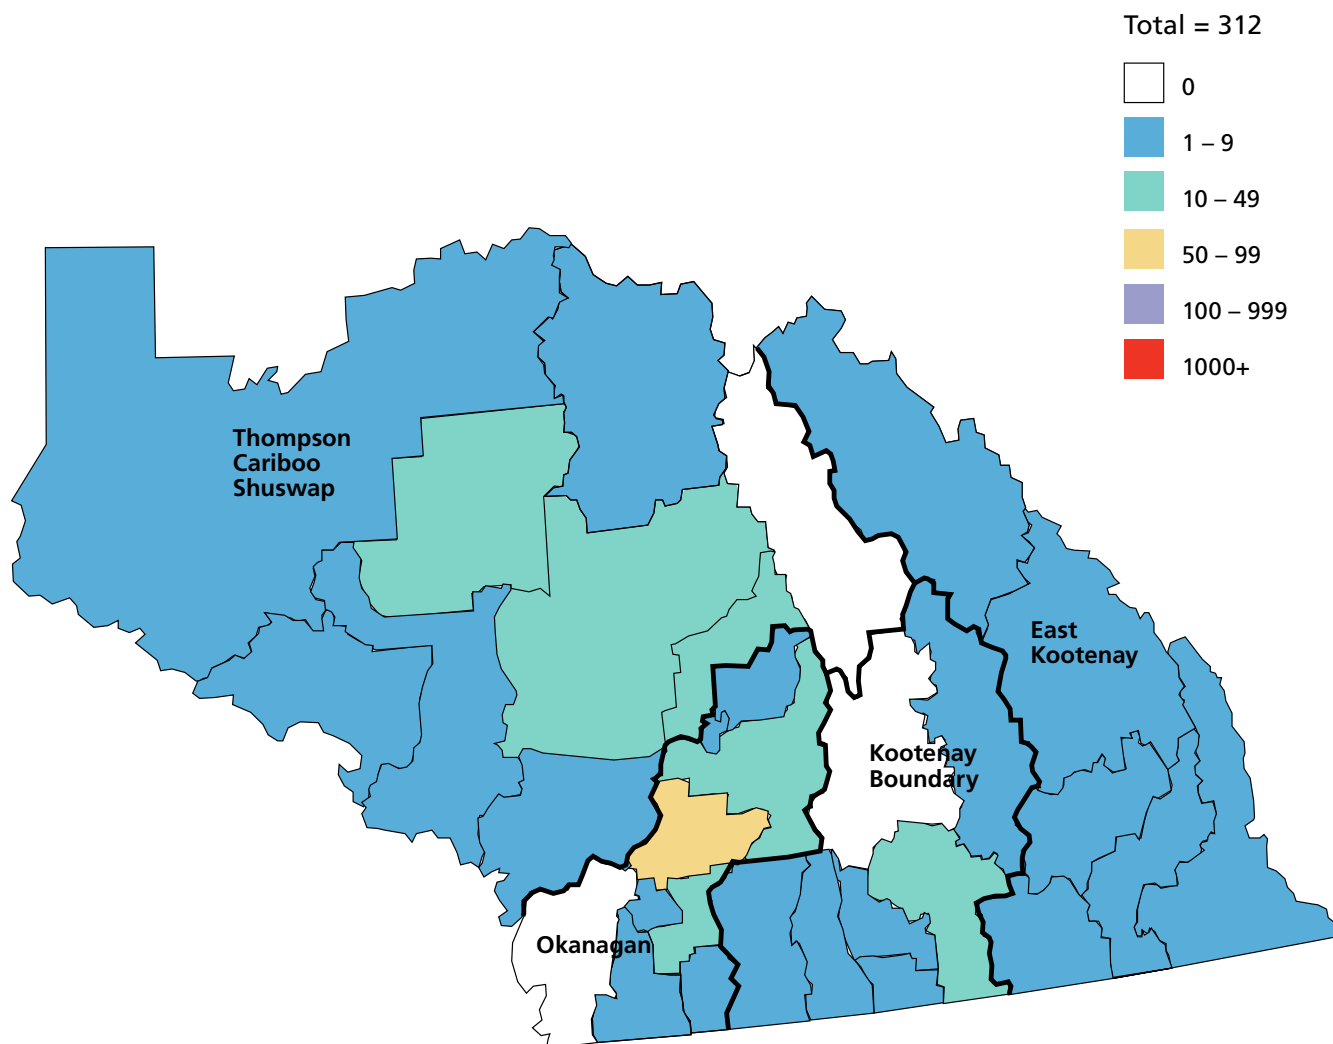 Total = 312
0
1 – 9
10 – 49
50 – 99
100 – 999
1000+
Thompson
Cariboo
Shuswap
East
Kootenay
Kootenay
Boundary
Okanagan